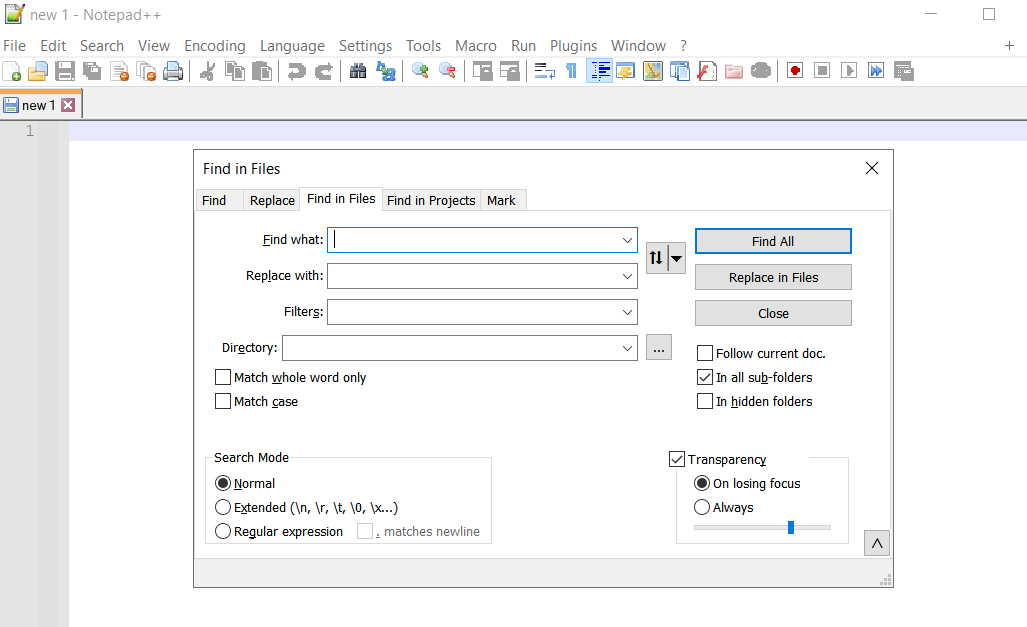 new 1 - Notepad++
File Edit Search View Encoding Language Settings Tools Macro Run Plugins Window ? +
new 1
1
Find in Files
Find Replace Find in Files Find in Projects Mark
Find what:
Find All
Replace with:
Replace in Files
Filters:
Close
Directory:
...
Follow current doc.
Match whole word only
In all sub-folders
Match case
In hidden folders
Search Mode
Transparency
Normal
On losing focus
Extended (\n, \r, \t, \0, \x...)
Always
Regular expression . matches newline